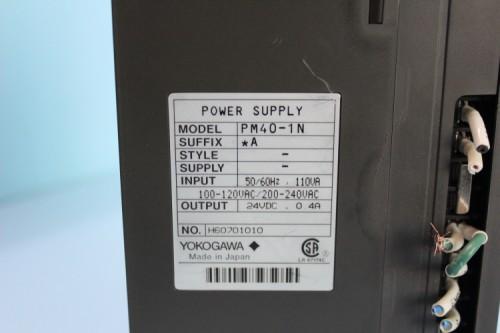 POWER SUPPLY
MODEL PM40-1N
SUFFIX *A
STYLE -
SUPPLY -
INPUT 50/60Hz . 110VA
100-120VAC/200-240VAC
OUTPUT 24VDC . 0.4A
NO. H60701010
YOKOGAWA
Made in Japan